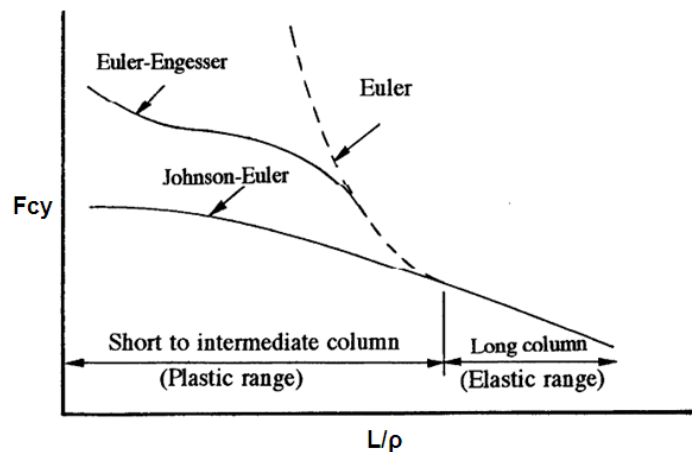 Euler-Engesser
Euler
Johnson-Euler
Fcy
Short to intermediate column
(Plastic range)
Long column
(Elastic range)
L/ρ